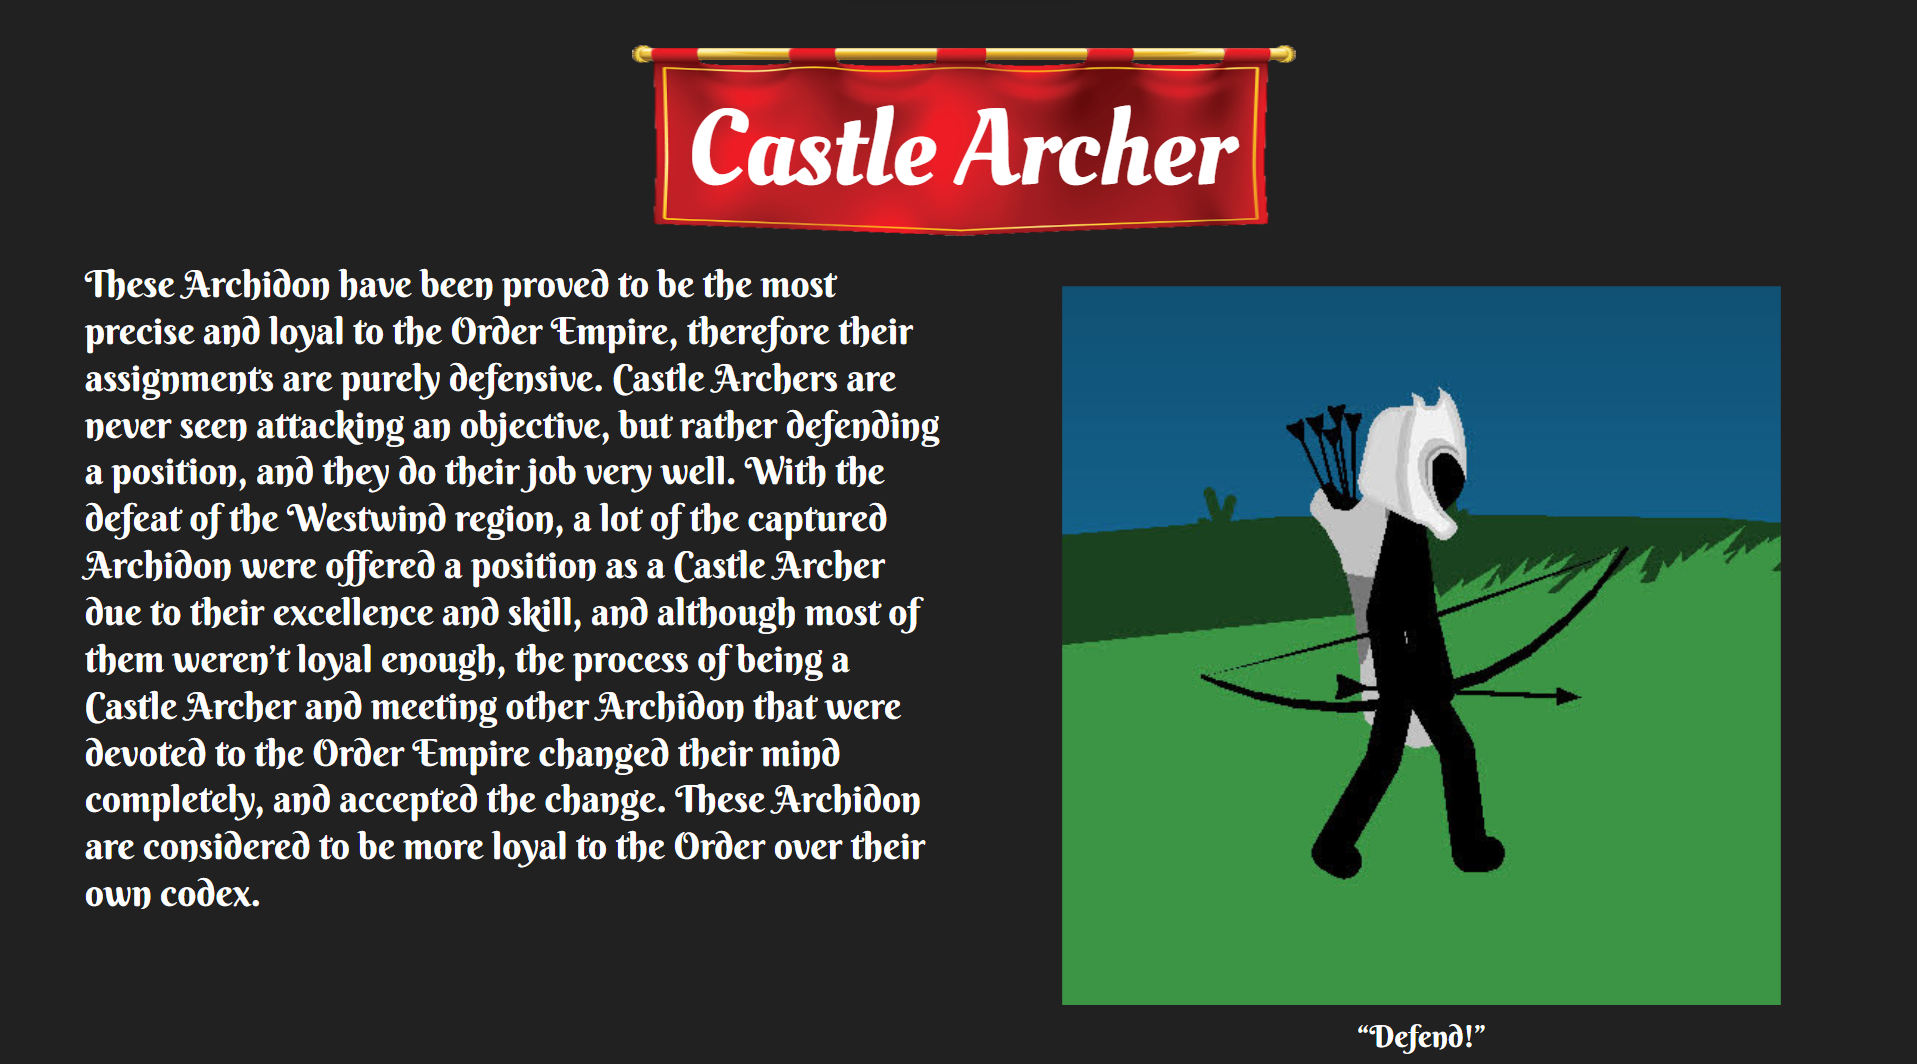 Castle Archer
These Archidon have been proved to be the most
precise and loyal to the Order Empire, therefore their
assignments are purely defensive. Castle Archers are
never seen attacking an objective, but rather defending
a position, and they do their job very well. With the
defeat of the Westwind region, a lot of the captured
Archidon were offered a position as a Castle Archer
due to their excellence and skill, and although most of
them weren’t loyal enough, the process of being a
Castle Archer and meeting other Archidon that were
devoted to the Order Empire changed their mind
completely, and accepted the change. These Archidon
are considered to be more loyal to the Order over their
own codex.
“Defend!”